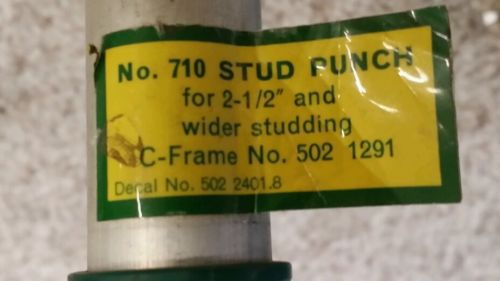 No. 710 STUD PUNCH
for 2-1/2" and
wider studding
C-Frame No. 502 1291
Decal No. 502 2401.8